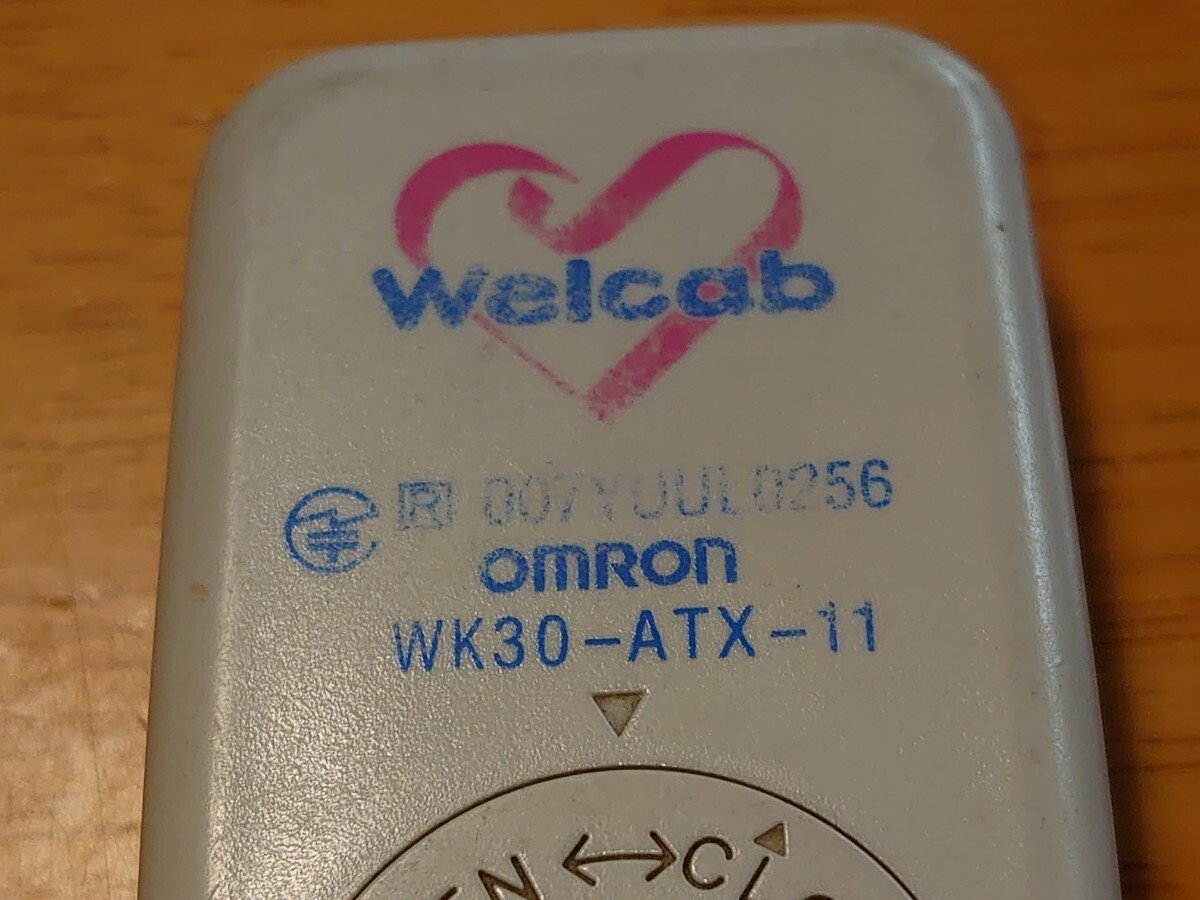 Welcab
R 007YUUL0256
OMRON
WK30-ATX-11